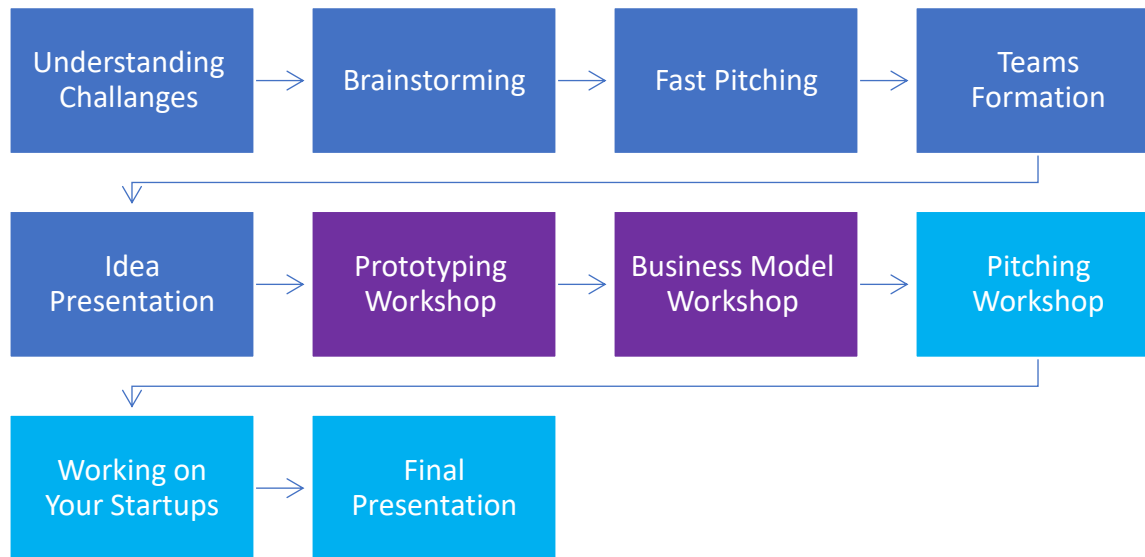 Understanding
Challanges
Brainstorming
Fast Pitching
Teams
Formation
Idea
Presentation
Prototyping
Workshop
Business Model
Workshop
Pitching
Workshop
Working on
Your Startups
Final
Presentation